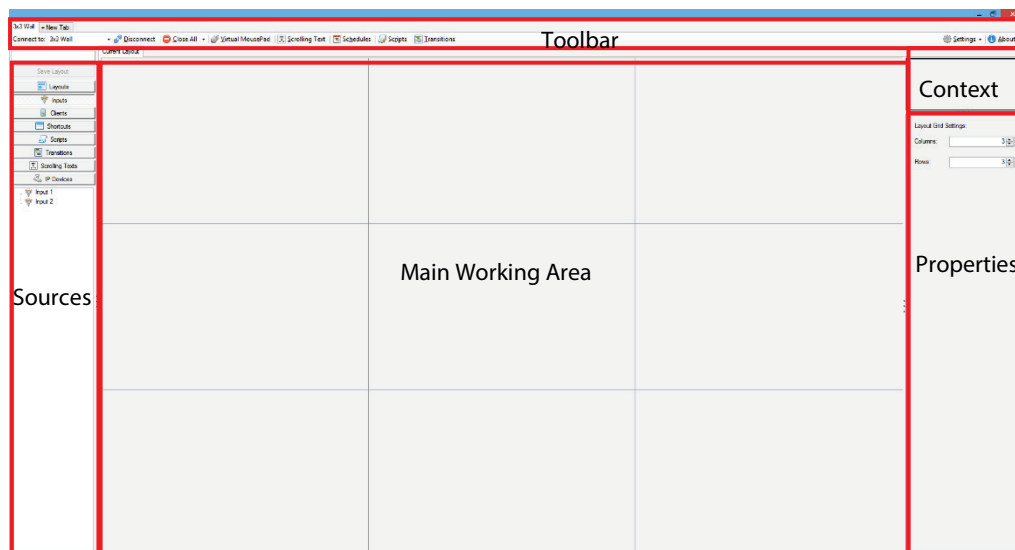 3x3 Wall + New Tab
Connect to: 3x3 Wall Disconnect Close All Virtual MousePad Scrolling Text Schedules Scripts Transitions Settings About
Toolbar
Current Layout
Save Layout
Layouts
Inputs
Clients
Shortcuts
Scripts
Transitions
Scrolling Texts
IP Devices
Input 1
Input 2
Sources
Main Working Area
Context
Layout Grid Settings:
Columns: 3
Rows: 3
Properties